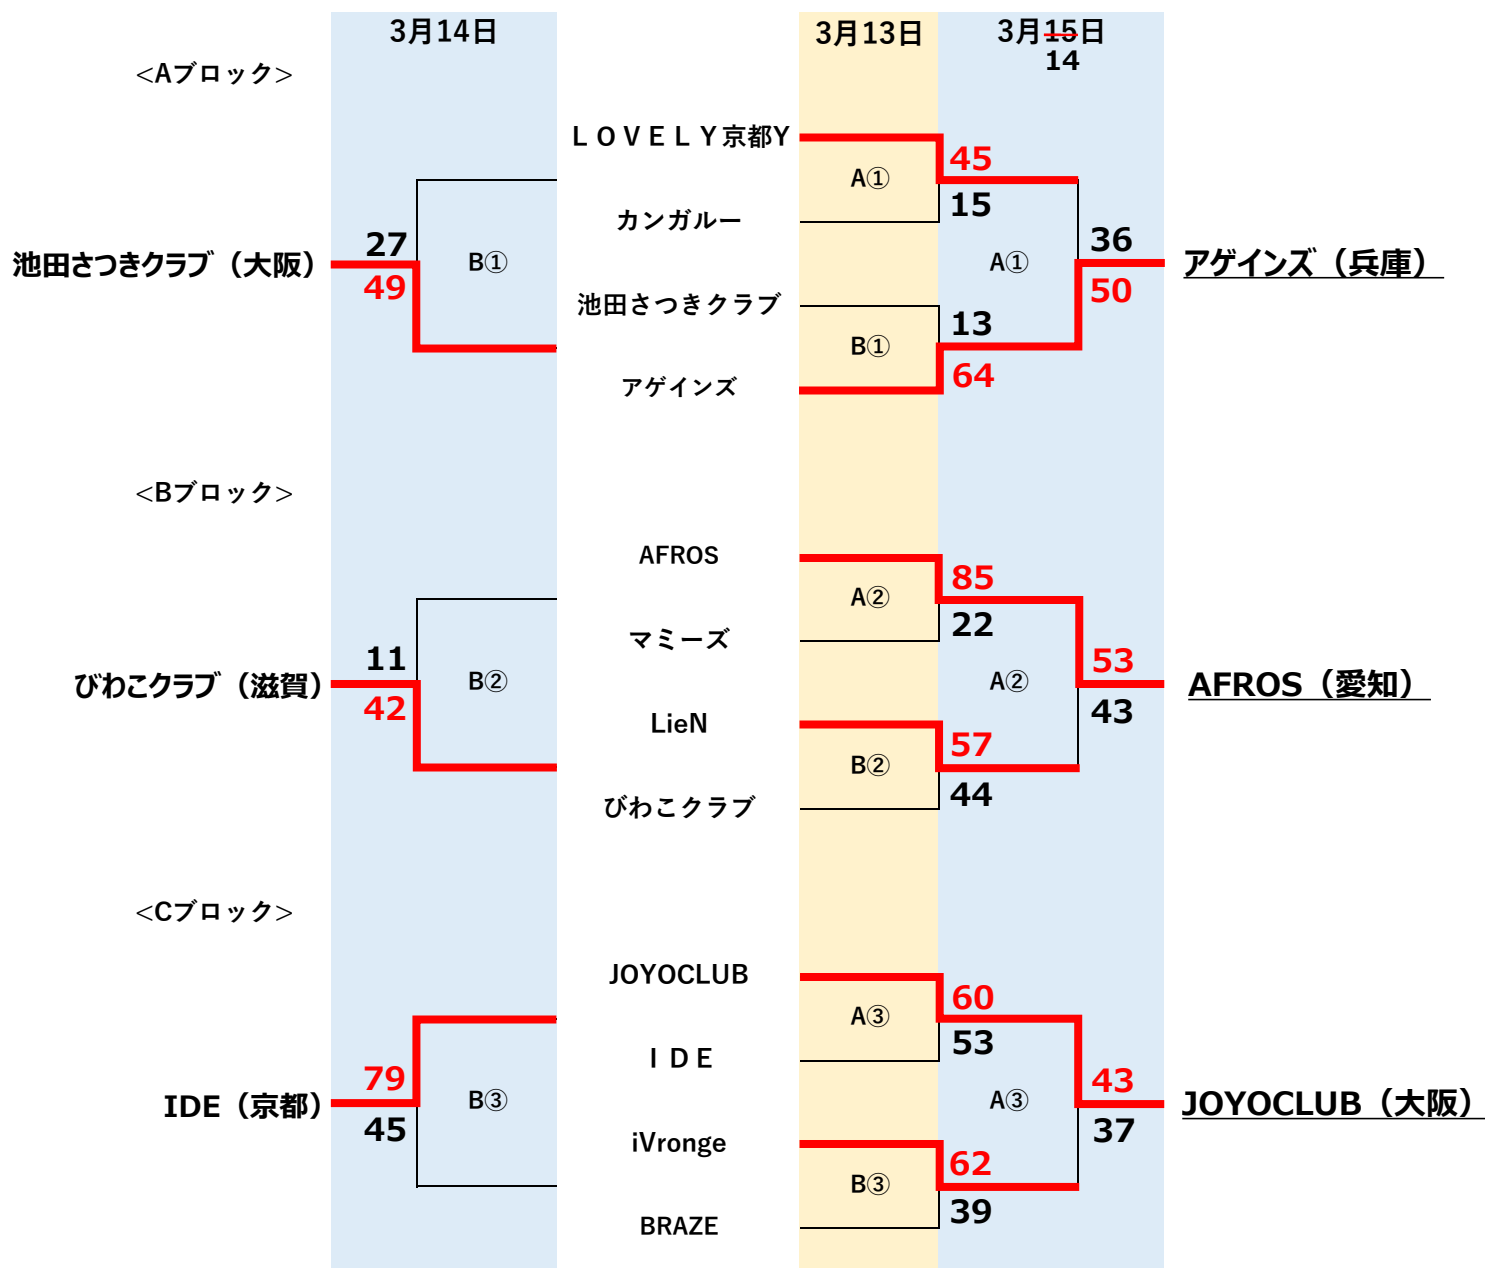 3月14日
3月13日
3月15日
14
<Aブロック>
ＬＯＶＥＬＹ京都Y
45
A①
15
カンガルー
27
36
池田さつきクラブ（大阪）
B①
A①
アゲインズ（兵庫）
49
50
池田さつきクラブ
13
B①
64
アゲインズ
<Bブロック>
AFROS
85
A②
22
マミーズ
11
53
びわこクラブ（滋賀）
B②
A②
AFROS（愛知）
42
43
LieN
57
B②
44
びわこクラブ
<Cブロック>
JOYOCLUB
60
A③
53
ＩＤＥ
79
43
IDE（京都）
B③
A③
JOYOCLUB（大阪）
45
37
iVronge
62
B③
39
BRAZE